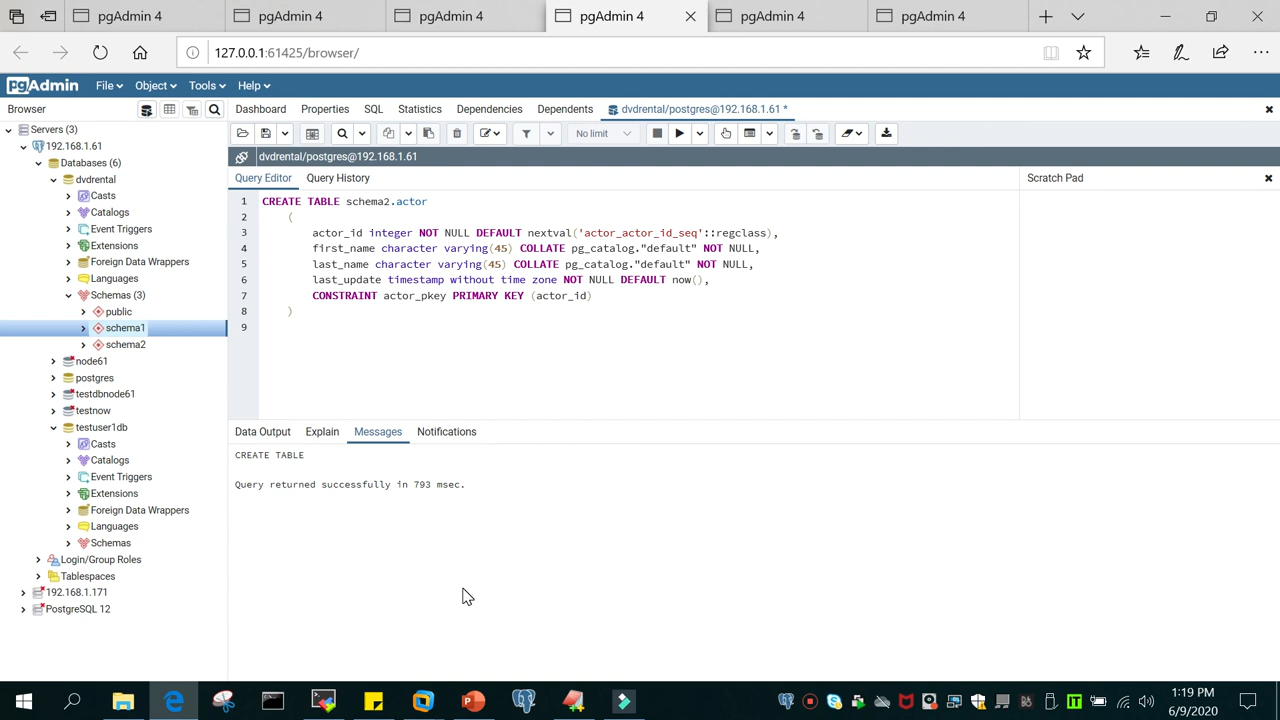 pgAdmin 4
pgAdmin 4
pgAdmin 4
pgAdmin 4
pgAdmin 4
pgAdmin 4
127.0.0.1:61425/browser/
pgAdmin File Object Tools Help
Browser
Dashboard Properties SQL Statistics Dependencies Dependents dvdrental/postgres@192.168.1.61 *
No limit
dvdrental/postgres@192.168.1.61
Servers (3)
192.168.1.61
Databases (6)
dvdrental
Casts
Catalogs
Event Triggers
Extensions
Foreign Data Wrappers
Languages
Schemas (3)
public
schema1
schema2
node61
postgres
testdbnode61
testnow
testuser1db
Casts
Catalogs
Event Triggers
Extensions
Foreign Data Wrappers
Languages
Schemas
Login/Group Roles
Tablespaces
192.168.1.171
PostgreSQL 12
Query Editor Query History
Scratch Pad
1 CREATE TABLE schema2.actor
2 (
3 actor_id integer NOT NULL DEFAULT nextval('actor_actor_id_seq'::regclass),
4 first_name character varying(45) COLLATE pg_catalog."default" NOT NULL,
5 last_name character varying(45) COLLATE pg_catalog."default" NOT NULL,
6 last_update timestamp without time zone NOT NULL DEFAULT now(),
7 CONSTRAINT actor_pkey PRIMARY KEY (actor_id)
8 )
9
Data Output Explain Messages Notifications
CREATE TABLE
Query returned successfully in 793 msec.
1:19 PM
6/9/2020